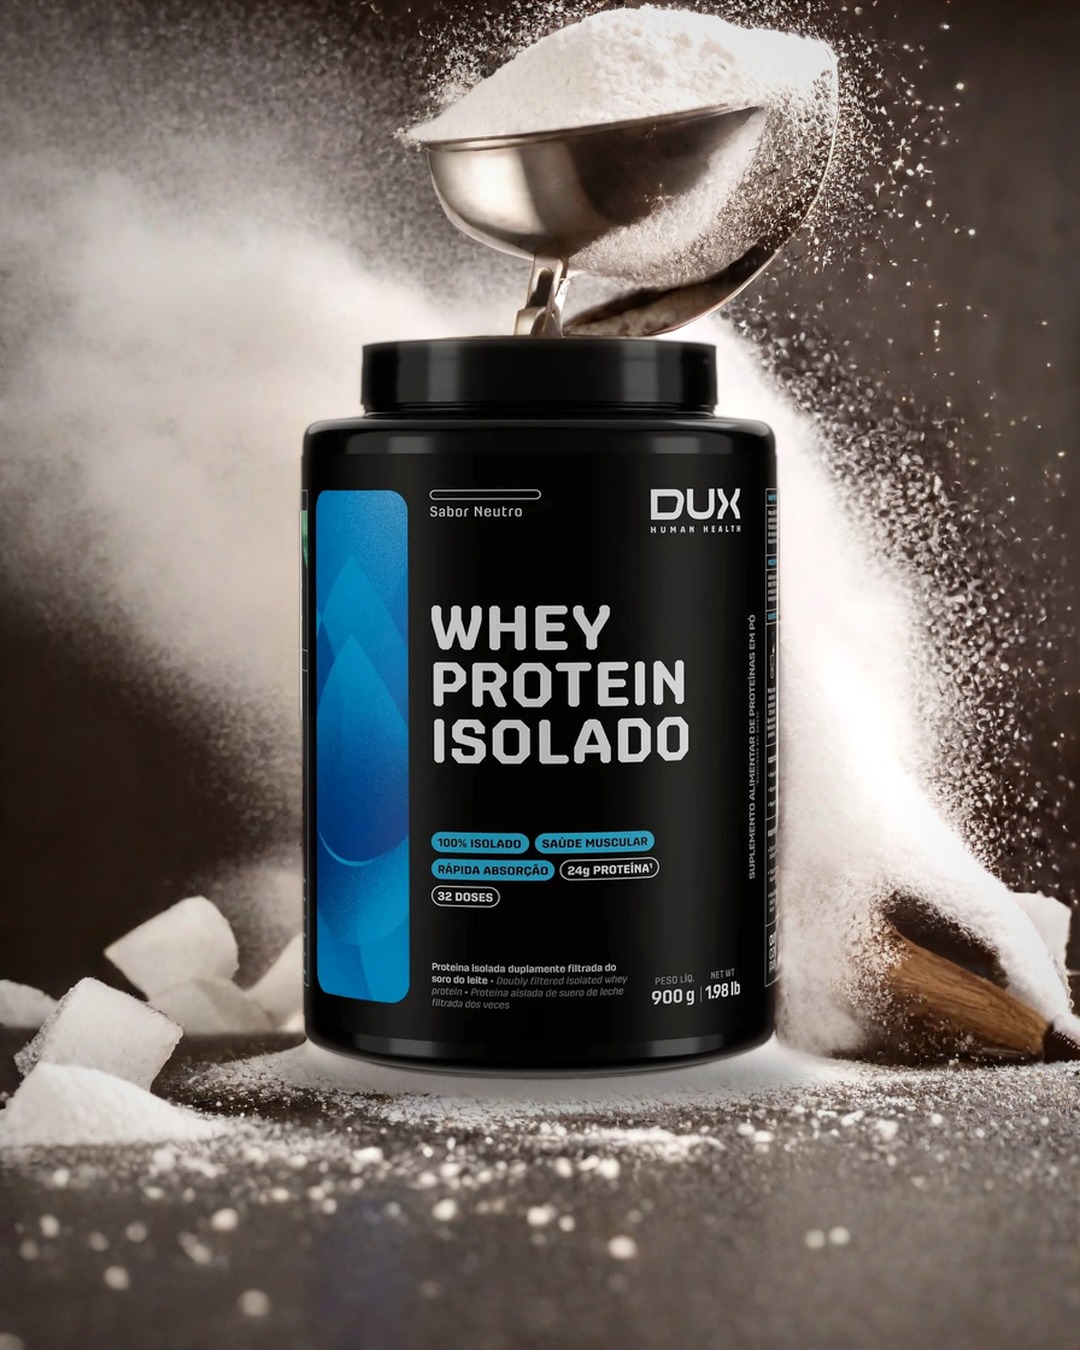 Sabor Neutro
DUX
HUMAN HEALTH
WHEY
PROTEIN
ISOLADO
100% ISOLADO
SAÚDE MUSCULAR
RÁPIDA ABSORÇÃO
24g PROTEÍNA¹
32 DOSES
Proteína isolada duplamente filtrada do
soro do leite • Doubly filtered isolated whey
protein • Proteína aislada de suero de leche
filtrada dos veces
PESO LÍQ.
900 g
NET WT
1.98 lb
SUPLEMENTO ALIMENTAR DE PROTEÍNAS EM PÓ